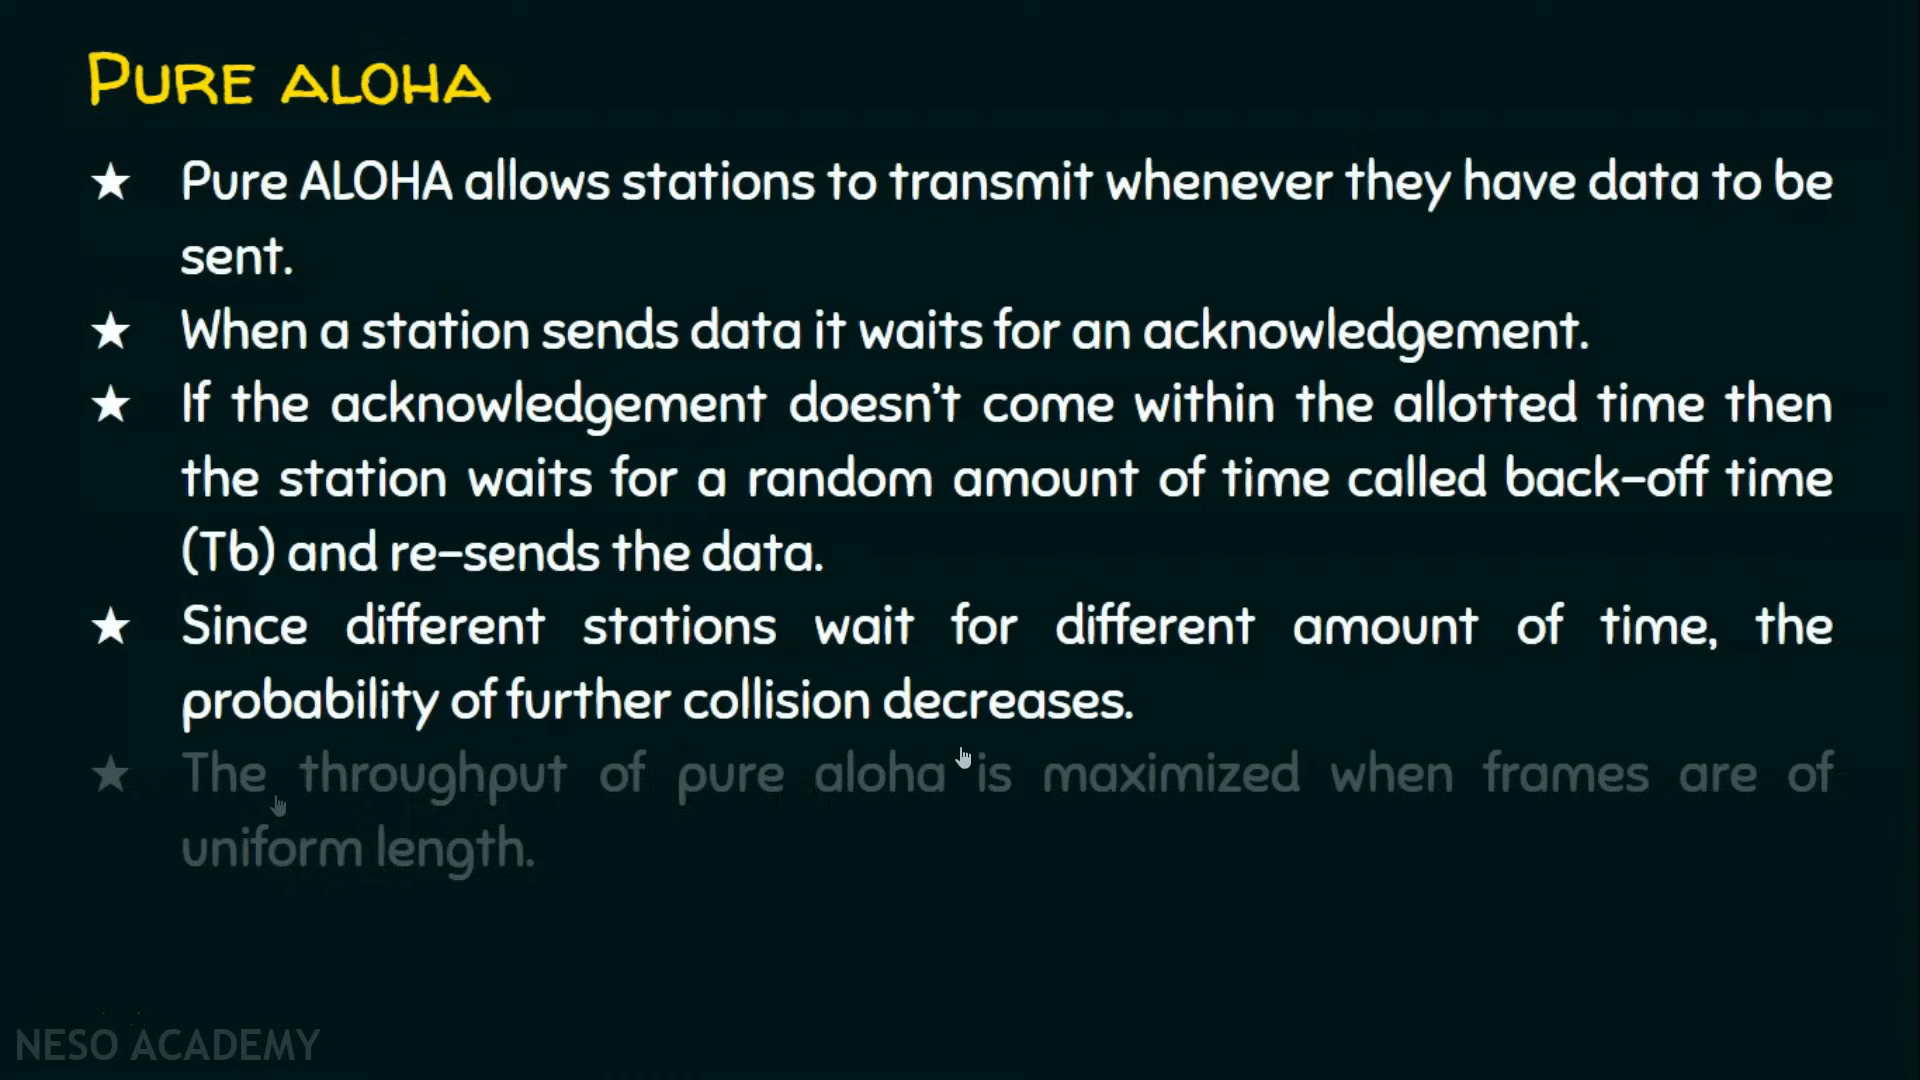 PURE ALOHA
★ Pure ALOHA allows stations to transmit whenever they have data to be
sent.
★ When a station sends data it waits for an acknowledgement.
★ If the acknowledgement doesn’t come within the allotted time then
the station waits for a random amount of time called back-off time
(Tb) and re-sends the data.
★ Since different stations wait for different amount of time, the
probability of further collision decreases.
★ The throughput of pure aloha is maximized when frames are of
uniform length.
NESO ACADEMY